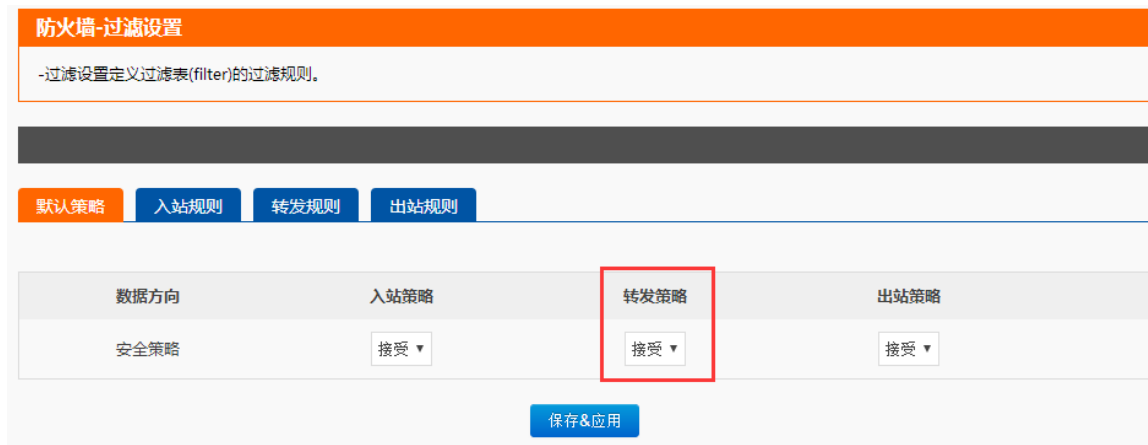 防火墙-过滤设置
-过滤设置定义过滤表(filter)的过滤规则。
默认策略 入站规则 转发规则 出站规则
数据方向 入站策略 转发策略 出站策略
安全策略 接受 接受 接受
保存&应用